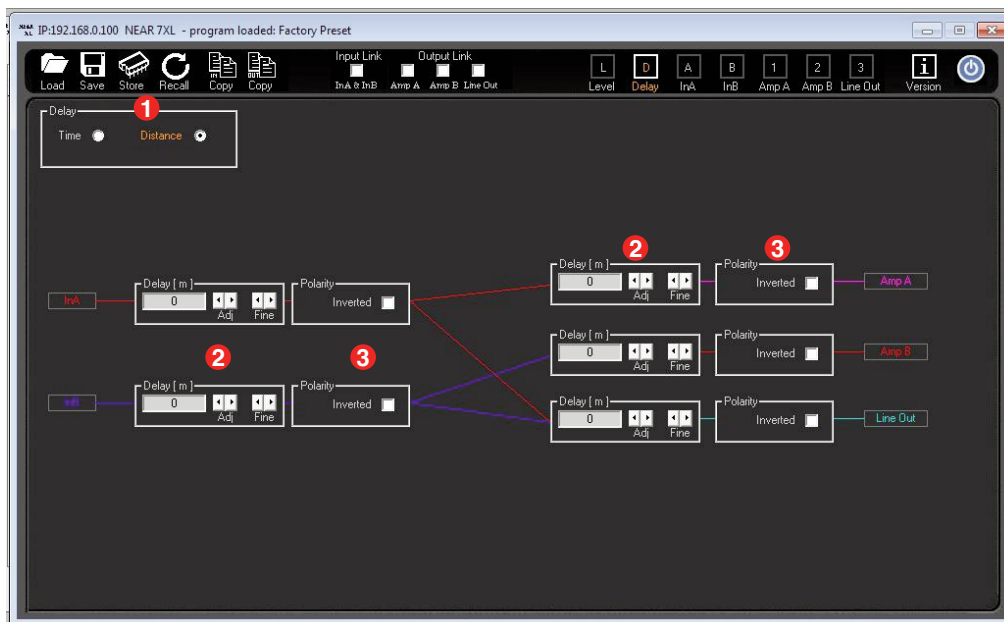 NEAR XL IP:192.168.0.100 NEAR 7XL - program loaded: Factory Preset
Load Save Store Recall Copy Copy
Input Link Output Link
InA & InB Amp A Amp B Line Out
L D A B 1 2 3 i
Level Delay InA InB Amp A Amp B Line Out Version
Delay 1
Time Distance
2 3
Delay [ m ] Polarity
0 Inverted Amp A
Adj Fine
Delay [ m ] Polarity
InA 0 Inverted
Adj Fine
Delay [ m ] Polarity
0 Inverted Amp B
Adj Fine
2 3
Delay [ m ] Polarity
InB 0 Inverted
Adj Fine
Delay [ m ] Polarity
0 Inverted Line Out
Adj Fine